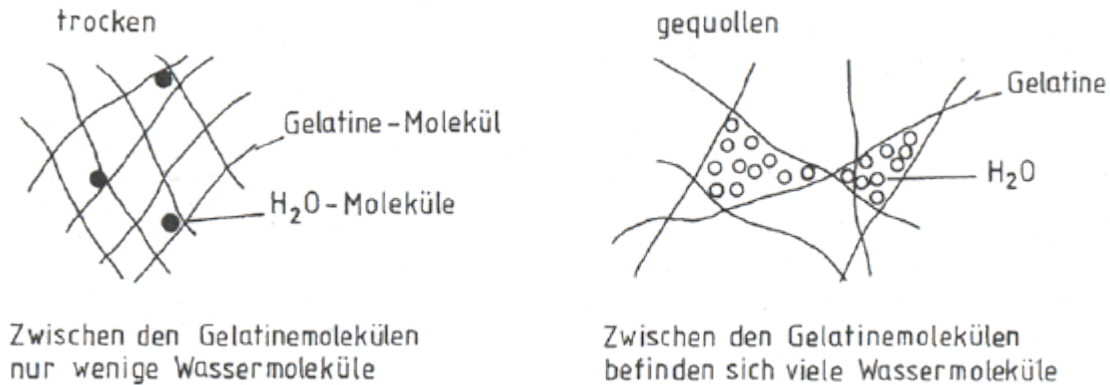 trocken
Gelatine-Molekül
H₂O-Moleküle
Zwischen den Gelatinemolekülen
nur wenige Wassermoleküle
gequollen
Gelatine
H₂O
Zwischen den Gelatinemolekülen
befinden sich viele Wassermoleküle